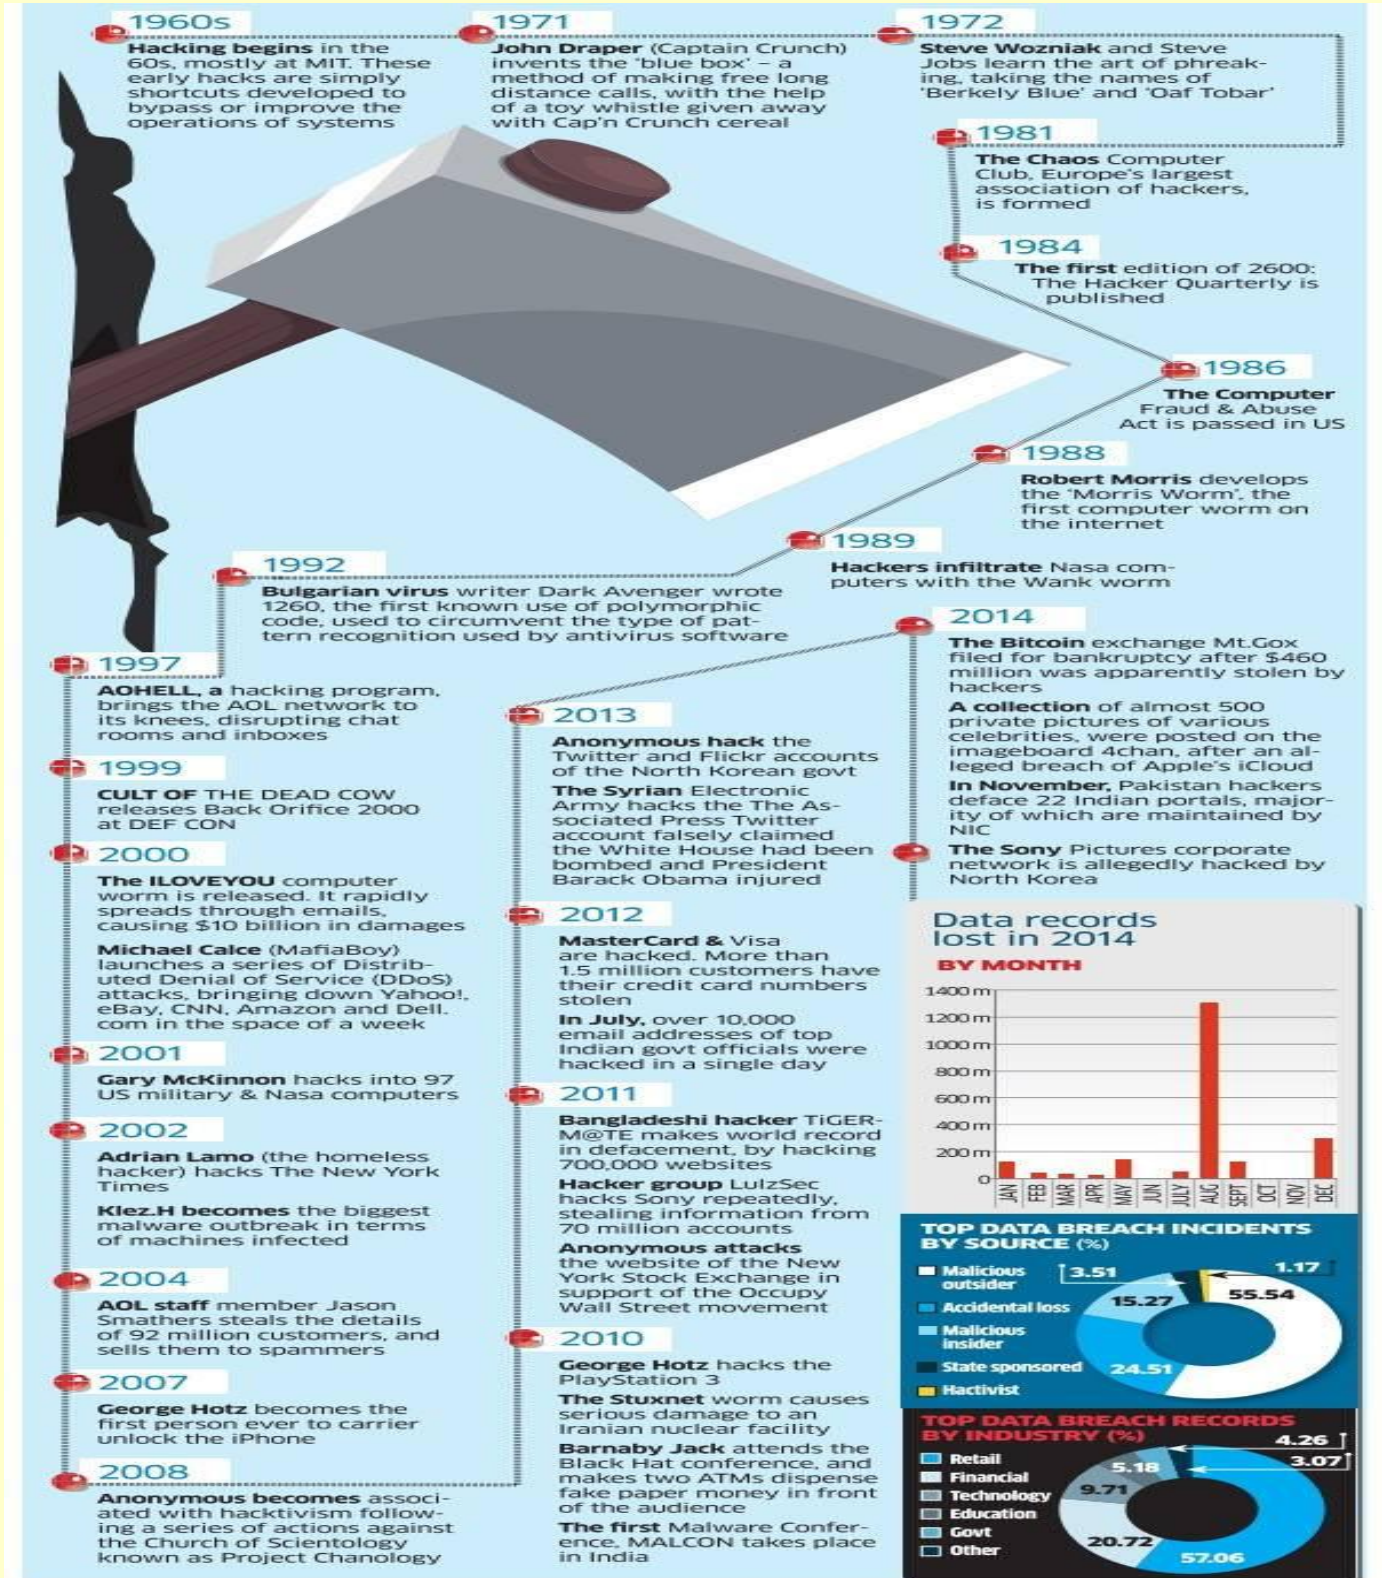 1960s
Hacking begins in the
60s, mostly at MIT. These
early hacks are simply
shortcuts developed to
bypass or improve the
operations of systems
1971
John Draper (Captain Crunch)
invents the 'blue box' – a
method of making free long
distance calls, with the help
of a toy whistle given away
with Cap'n Crunch cereal
1972
Steve Wozniak and Steve
Jobs learn the art of phreak-
ing, taking the names of
'Berkely Blue' and 'Oaf Tobar'
1981
The Chaos Computer
Club, Europe's largest
association of hackers,
is formed
1984
The first edition of 2600:
The Hacker Quarterly is
published
1986
The Computer
Fraud & Abuse
Act is passed in US
1988
Robert Morris develops
the 'Morris Worm', the
first computer worm on
the internet
1989
Hackers infiltrate Nasa com-
puters with the Wank worm
1992
Bulgarian virus writer Dark Avenger wrote
1260, the first known use of polymorphic
code, used to circumvent the type of pat-
tern recognition used by antivirus software
1997
AOHELL, a hacking program,
brings the AOL network to
its knees, disrupting chat
rooms and inboxes
1999
CULT OF THE DEAD COW
releases Back Orifice 2000
at DEF CON
2000
The ILOVEYOU computer
worm is released. It rapidly
spreads through emails,
causing $10 billion in damages
Michael Calce (MafiaBoy)
launches a series of Distrib-
uted Denial of Service (DDoS)
attacks, bringing down Yahoo!,
eBay, CNN, Amazon and Dell.
com in the space of a week
2001
Gary McKinnon hacks into 97
US military & Nasa computers
2002
Adrian Lamo (the homeless
hacker) hacks The New York
Times
Klez.H becomes the biggest
malware outbreak in terms
of machines infected
2004
AOL staff member Jason
Smathers steals the details
of 92 million customers, and
sells them to spammers
2007
George Hotz becomes the
first person ever to carrier
unlock the iPhone
2008
Anonymous becomes associ-
ated with hacktivism follow-
ing a series of actions against
the Church of Scientology
known as Project Chanology
2010
George Hotz hacks the
PlayStation 3
The Stuxnet worm causes
serious damage to an
Iranian nuclear facility
Barnaby Jack attends the
Black Hat conference, and
makes two ATMs dispense
fake paper money in front
of the audience
The first Malware Confer-
ence, MALCON takes place
in India
2011
Bangladeshi hacker TiGER-
M@TE makes world record
in defacement, by hacking
700,000 websites
Hacker group LulzSec
hacks Sony repeatedly,
stealing information from
70 million accounts
Anonymous attacks
the website of the New
York Stock Exchange in
support of the Occupy
Wall Street movement
2012
MasterCard & Visa
are hacked. More than
1.5 million customers have
their credit card numbers
stolen
In July, over 10,000
email addresses of top
Indian govt officials were
hacked in a single day
2013
Anonymous hack the
Twitter and Flickr accounts
of the North Korean govt
The Syrian Electronic
Army hacks the The As-
sociated Press Twitter
account falsely claimed
the White House had been
bombed and President
Barack Obama injured
2014
The Bitcoin exchange Mt.Gox
filed for bankruptcy after $460
million was apparently stolen by
hackers
A collection of almost 500
private pictures of various
celebrities, were posted on the
imageboard 4chan, after an al-
leged breach of Apple's iCloud
In November, Pakistan hackers
deface 22 Indian portals, major-
ity of which are maintained by
NIC
The Sony Pictures corporate
network is allegedly hacked by
North Korea
Data records
lost in 2014
BY MONTH
1400 m
1200 m
1000 m
800 m
600 m
400 m
200 m
0
JAN FEB MAR APR MAY JUN JULY AUG SEPT OCT NOV DEC
TOP DATA BREACH INCIDENTS
BY SOURCE (%)
Malicious
outsider
Accidental loss
Malicious
insider
State sponsored
Hactivist
3.51
1.17
15.27
55.54
24.51
TOP DATA BREACH RECORDS
BY INDUSTRY (%)
Retail
Financial
Technology
Education
Govt
Other
4.26
3.07
5.18
9.71
20.72
57.06